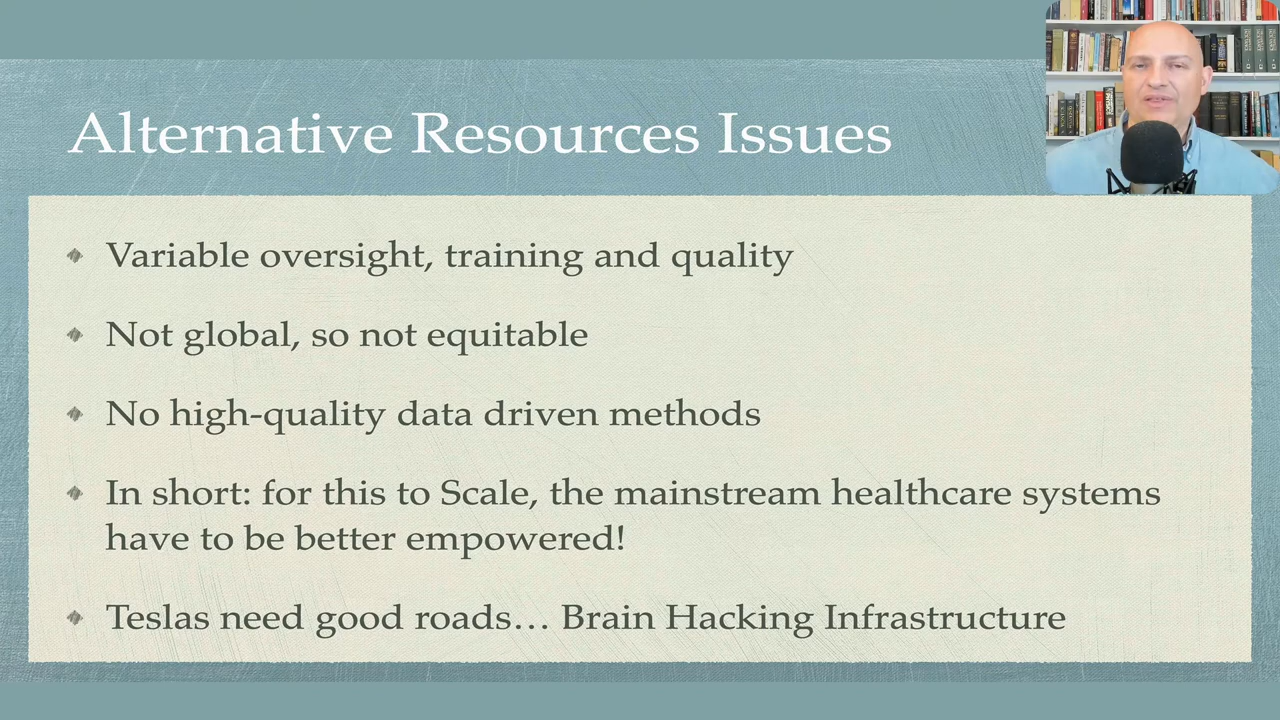 Alternative Resources Issues
Variable oversight, training and quality
Not global, so not equitable
No high-quality data driven methods
In short: for this to Scale, the mainstream healthcare systems
have to be better empowered!
Teslas need good roads… Brain Hacking Infrastructure